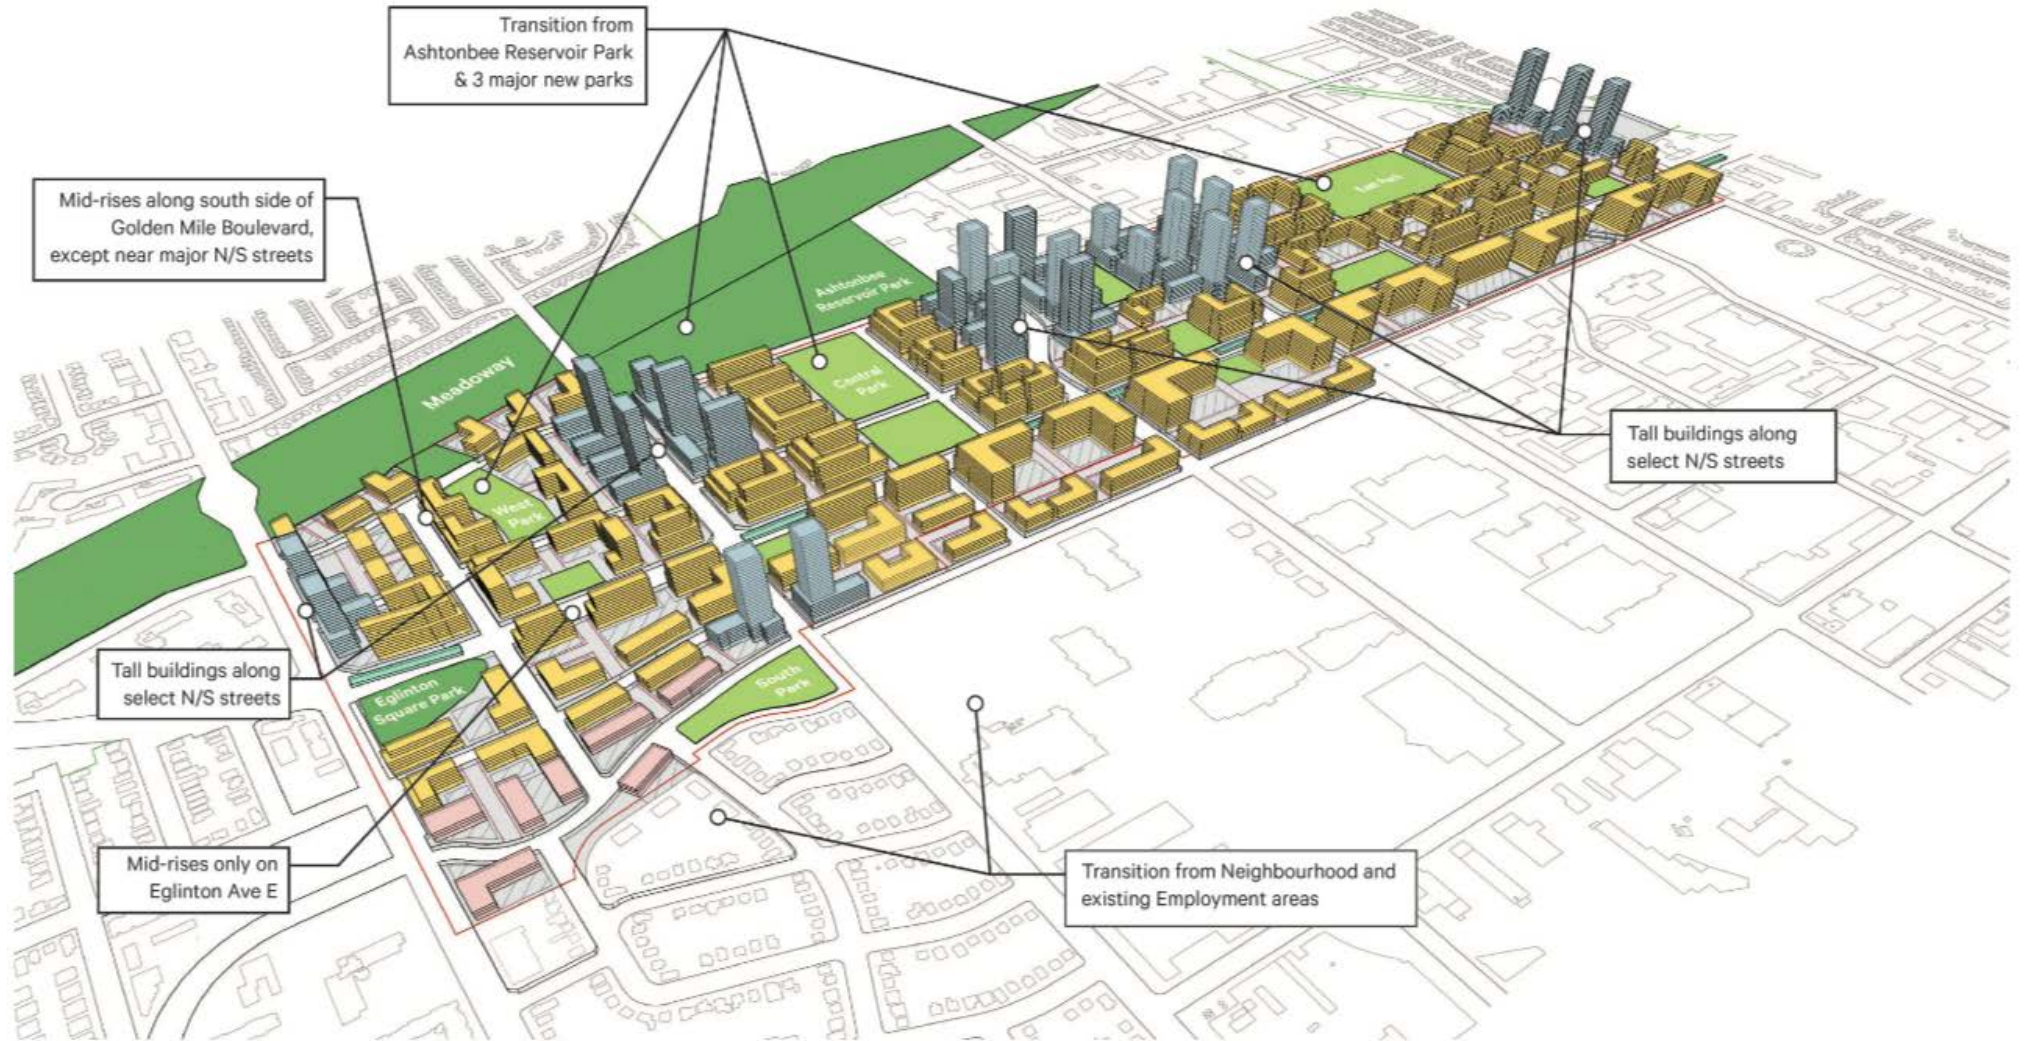 Transition from
Ashtonbee Reservoir Park
& 3 major new parks
Mid-rises along south side of
Golden Mile Boulevard,
except near major N/S streets
East Park
Ashtonbee
Reservoir Park
Meadoway
Central
Park
West
Park
Tall buildings along
select N/S streets
Tall buildings along
select N/S streets
Eglinton
Square Park
South
Park
Mid-rises only on
Eglinton Ave E
Transition from Neighbourhood and
existing Employment areas